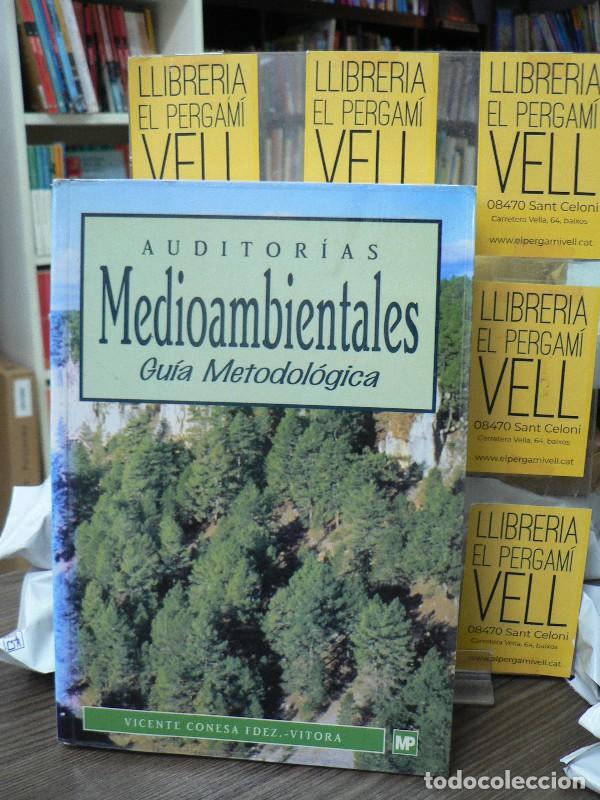 LLIBRERIA
EL PERGAMÍ
VELL
LLIBRERIA
EL PERGAMÍ
VELL
LLIBRERIA
EL PERGAMÍ
VELL
08470 Sant Celoni
Carretera Vella, 64, baixos
www.elpergamivell.cat
AUDITORÍAS
Medioambientales
Guía Metodológica
VICENTE CONESA FDEZ.-VITORA
MP
LLIBRERIA
EL PERGAMÍ
VELL
08470 Sant Celoni
Carretera Vella, 64, baixos
www.elpergamivell.cat
LLIBRERIA
EL PERGAMÍ
VELL
08470 Sant Celoni
Carretera Vella, 64, baixos
www.elpergamivell.cat
todocoleccion